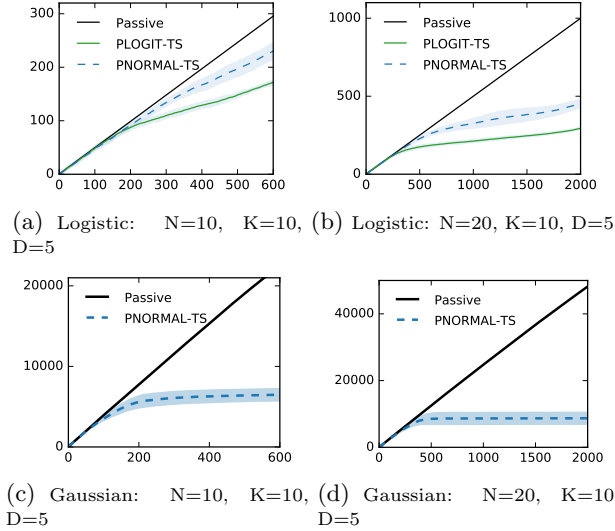 300
200
100
0
0 100 200 300 400 500 600
Passive
PLOGIT-TS
PNORMAL-TS
1000
500
0
0 500 1000 1500 2000
Passive
PLOGIT-TS
PNORMAL-TS
(a) Logistic: N=10, K=10,
D=5
(b) Logistic: N=20, K=10, D=5
20000
10000
0
0 200 400 600
Passive
PNORMAL-TS
40000
20000
0
0 500 1000 1500 2000
Passive
PNORMAL-TS
(c) Gaussian: N=10, K=10,
D=5
(d) Gaussian: N=20, K=10
D=5